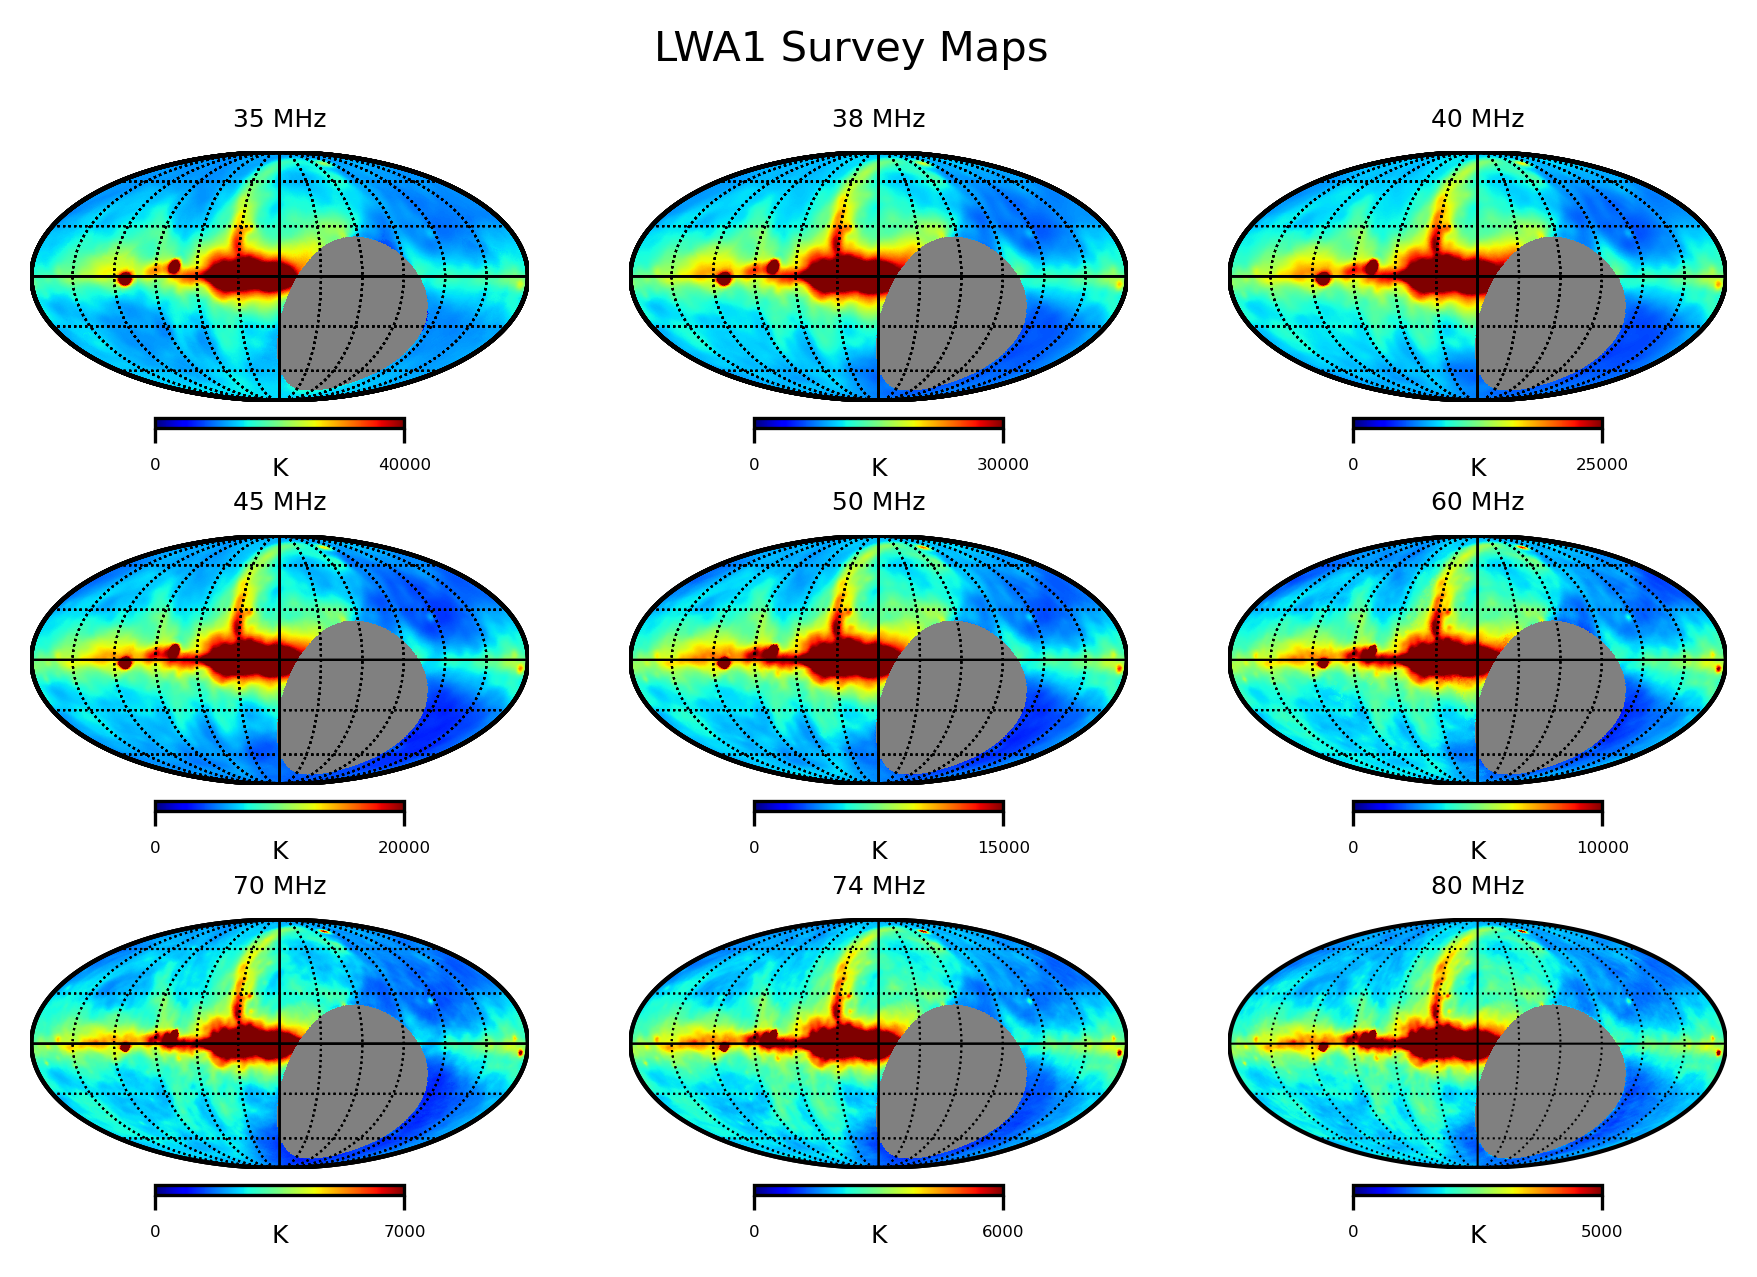 LWA1 Survey Maps
35 MHz
38 MHz
40 MHz
0 K 40000
0 K 30000
0 K 25000
45 MHz
50 MHz
60 MHz
0 K 20000
0 K 15000
0 K 10000
70 MHz
74 MHz
80 MHz
0 K 7000
0 K 6000
0 K 5000